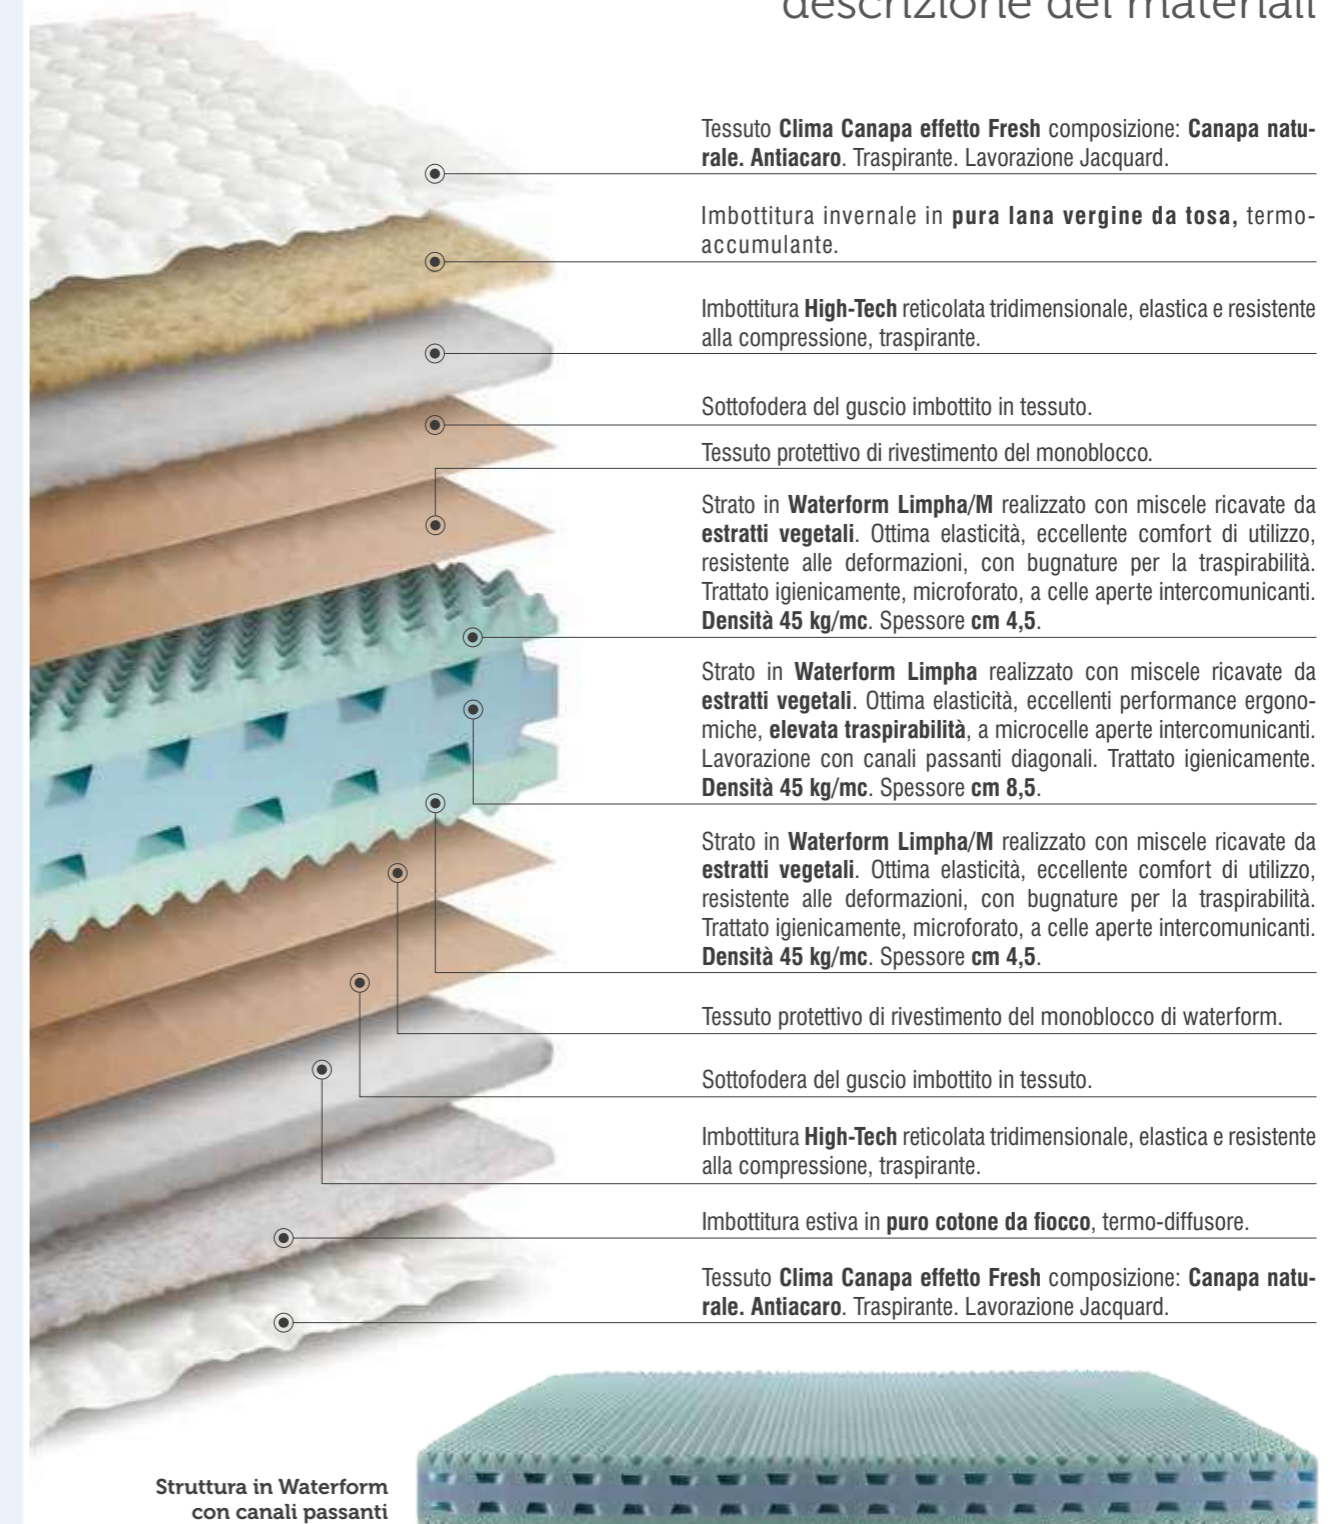 descrizione dei materiali
Tessuto Clima Canapa effetto Fresh composizione: Canapa natu-
rale. Antiacaro. Traspirante. Lavorazione Jacquard.
Imbottitura invernale in pura lana vergine da tosa, termo-
accumulante.
Imbottitura High-Tech reticolata tridimensionale, elastica e resistente
alla compressione, traspirante.
Sottofodera del guscio imbottito in tessuto.
Tessuto protettivo di rivestimento del monoblocco.
Strato in Waterform Limpha/M realizzato con miscele ricavate da
estratti vegetali. Ottima elasticità, eccellente comfort di utilizzo,
resistente alle deformazioni, con bugnature per la traspirabilità.
Trattato igienicamente, microforato, a celle aperte intercomunicanti.
Densità 45 kg/mc. Spessore cm 4,5.
Strato in Waterform Limpha realizzato con miscele ricavate da
estratti vegetali. Ottima elasticità, eccellenti performance ergono-
miche, elevata traspirabilità, a microcelle aperte intercomunicanti.
Lavorazione con canali passanti diagonali. Trattato igienicamente.
Densità 45 kg/mc. Spessore cm 8,5.
Strato in Waterform Limpha/M realizzato con miscele ricavate da
estratti vegetali. Ottima elasticità, eccellente comfort di utilizzo,
resistente alle deformazioni, con bugnature per la traspirabilità.
Trattato igienicamente, microforato, a celle aperte intercomunicanti.
Densità 45 kg/mc. Spessore cm 4,5.
Tessuto protettivo di rivestimento del monoblocco di waterform.
Sottofodera del guscio imbottito in tessuto.
Imbottitura High-Tech reticolata tridimensionale, elastica e resistente
alla compressione, traspirante.
Imbottitura estiva in puro cotone da fiocco, termo-diffusore.
Tessuto Clima Canapa effetto Fresh composizione: Canapa natu-
rale. Antiacaro. Traspirante. Lavorazione Jacquard.
Struttura in Waterform
con canali passanti